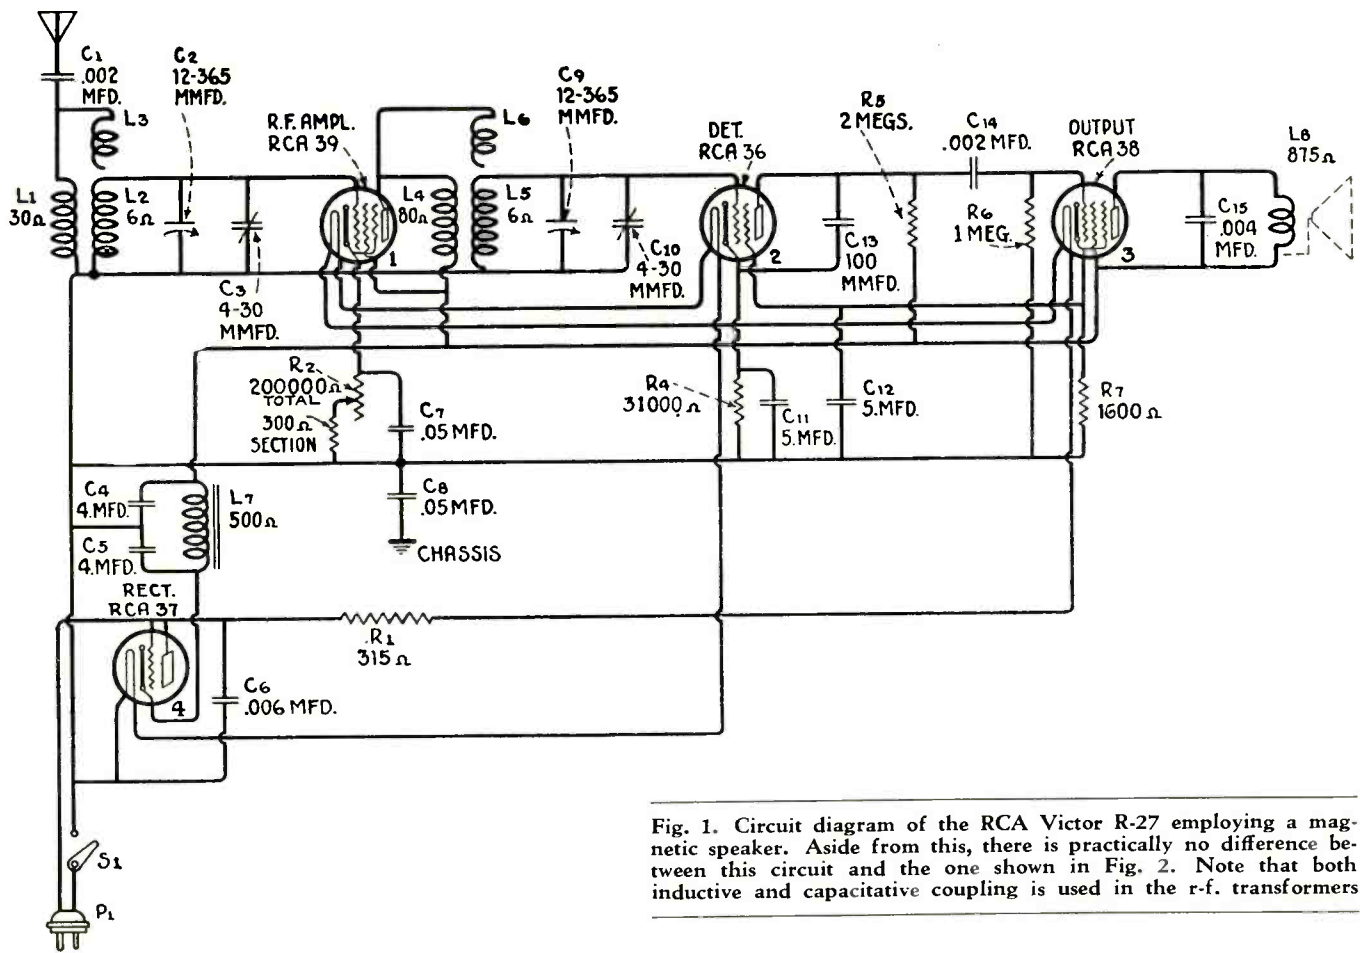 C1
.002
MFD.
C2
12-365
MMFD.
L3
R.F. AMPL.
RCA 39
L6
C9
12-365
MMFD.
DET.
RCA 36
R5
2 MEGS.
C14
.002 MFD.
OUTPUT
RCA 38
L8
875Ω
L1
30Ω
L2
6Ω
L4
80Ω
L5
6Ω
C3
4-30
MMFD.
1
C10
4-30
MMFD.
2
C13
100
MMFD.
R6
1 MEG.
3
C15
.004
MFD.
R2
200000Ω
TOTAL
300Ω
SECTION
C7
.05 MFD.
R4
31000Ω
C11
5. MFD.
C12
5. MFD.
R7
1600Ω
C4
4. MFD.
L7
500Ω
C8
.05 MFD.
C5
4. MFD.
CHASSIS
RECT.
RCA 37
R1
315Ω
4
C6
.006 MFD.
S1
P1
Fig. 1. Circuit diagram of the RCA Victor R-27 employing a mag-
netic speaker. Aside from this, there is practically no difference be-
tween this circuit and the one shown in Fig. 2. Note that both
inductive and capacitative coupling is used in the r-f. transformers